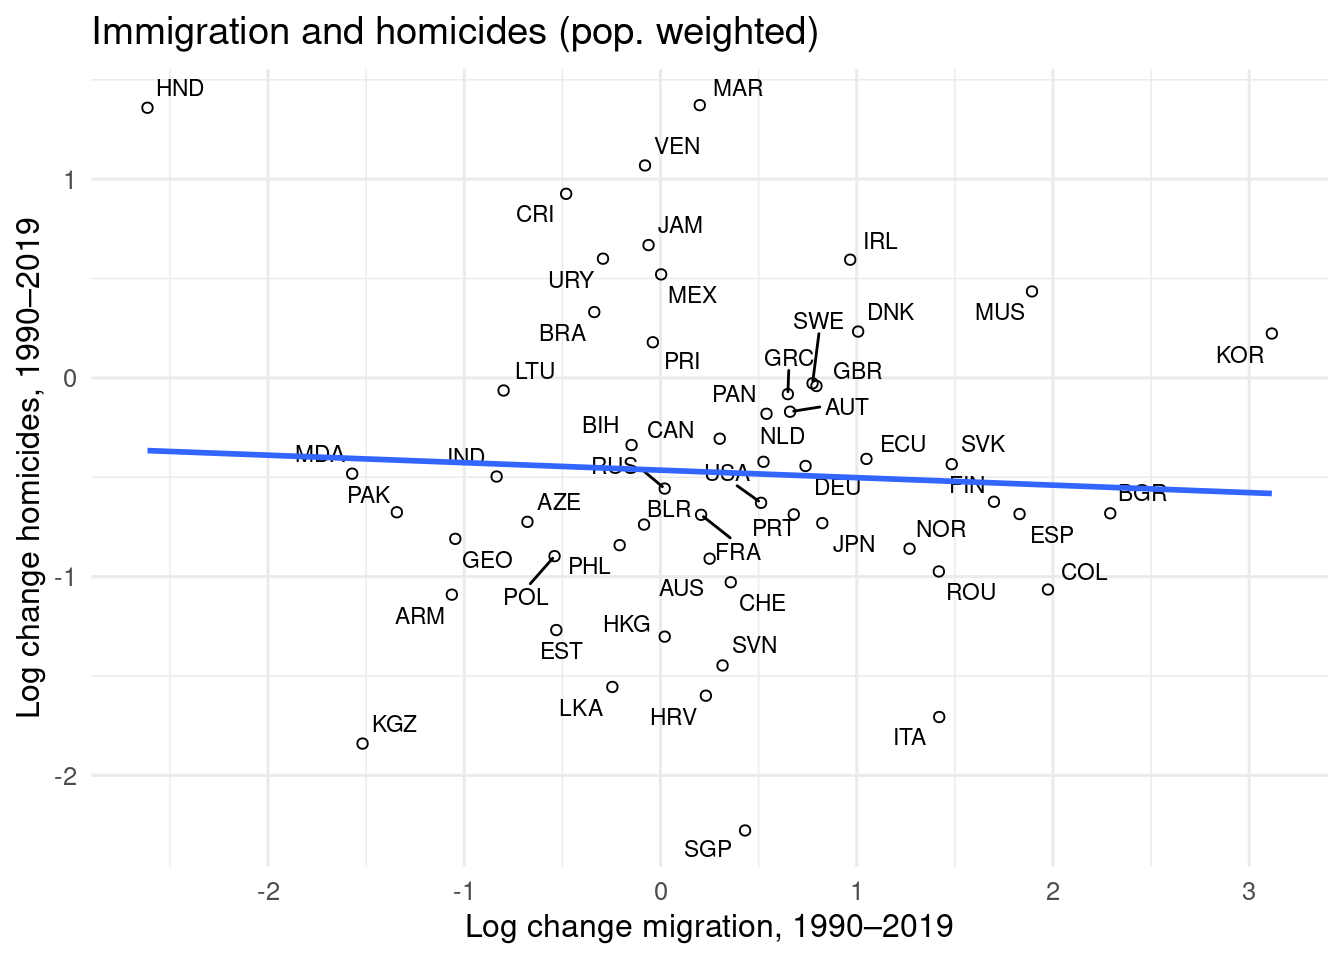 Immigration and homicides (pop. weighted)
HND
MAR
VEN
1
CRI
JAM
IRL
URY
MEX
MUS
DNK
SWE
BRA
KOR
GRC
PRI
LTU
GBR
0
PAN
AUT
BIH
CAN
NLD
ECU
SVK
MDA
IND
RUS
USA
FIN
DEU
BGR
PAK
AZE
BLR
PRT
NOR
ESP
JPN
FRA
GEO
PHL
COL
-1
AUS
ROU
POL
CHE
ARM
HKG
SVN
EST
LKA
HRV
KGZ
ITA
-2
SGP
-2
-1
0
1
2
3
Log change migration, 1990–2019
Log change homicides, 1990–2019